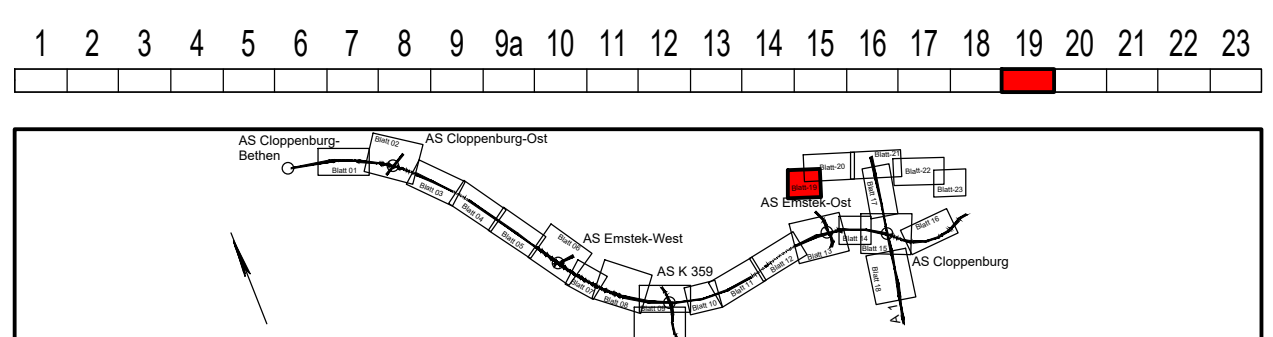 1 2 3 4 5 6 7 8 9 9a 10 11 12 13 14 15 16 17 18 19 20 21 22 23
AS Cloppenburg-
Bethen
Blatt 01
Blatt 02
AS Cloppenburg-Ost
Blatt 03
Blatt 04
Blatt 05
Blatt 06
AS Emstek-West
Blatt 07
Blatt 08
AS K 359
Blatt 09
Blatt 10
Blatt 11
Blatt 12
Blatt 13
AS Emstek-Ost
Blatt-19
Blatt-20
Blatt-21
Blatt-22
Blatt-23
Blatt 17
Blatt 14
Blatt 15
Blatt 16
AS Cloppenburg
Blatt 18
A 1